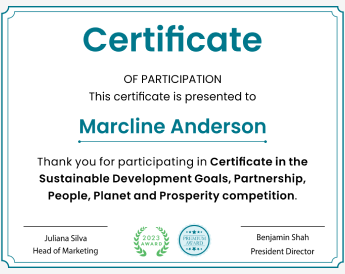 Certificate
OF PARTICIPATION
This certificate is presented to
Marcline Anderson
Thank you for participating in Certificate in the
Sustainable Development Goals, Partnership,
People, Planet and Prosperity competition.
Juliana Silva
Head of Marketing
2023
AWARD
PREMIUM
AWARD
Benjamin Shah
President Director